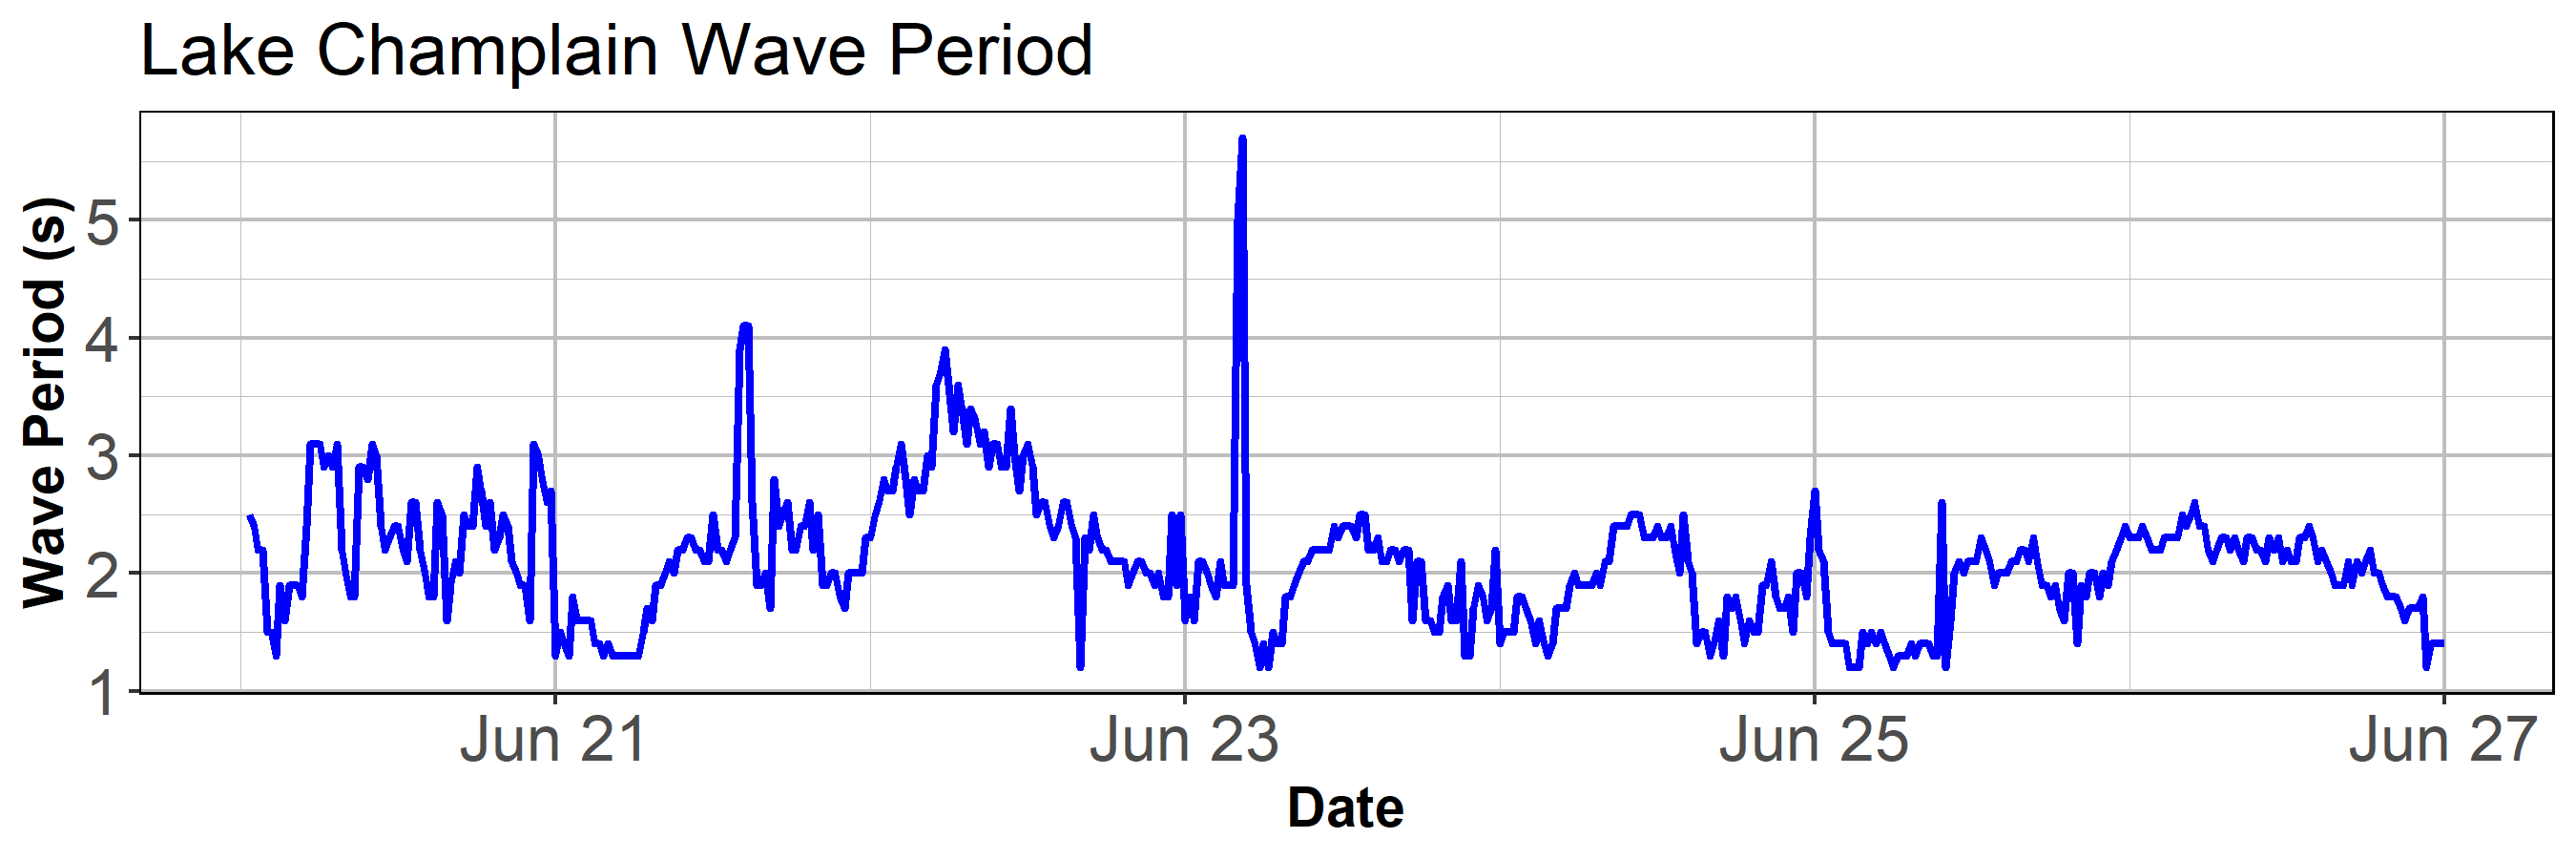 Lake Champlain Wave Period
Wave Period (s)
5
4
3
2
1
Jun 21
Jun 23
Jun 25
Jun 27
Date